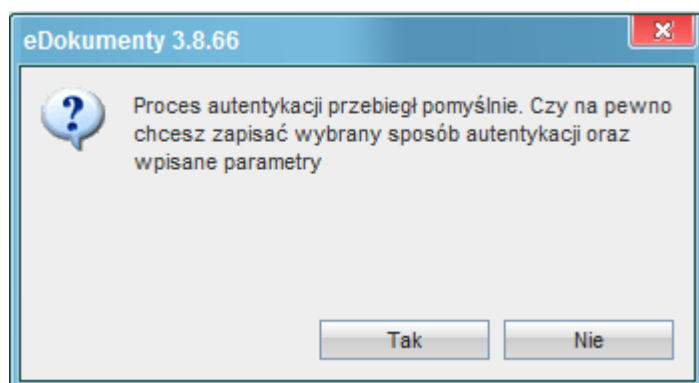 eDokumenty 3.8.66
Proces autentykacji przebiegł pomyślnie. Czy na pewno
chcesz zapisać wybrany sposób autentykacji oraz
wpisane parametry
Tak
Nie